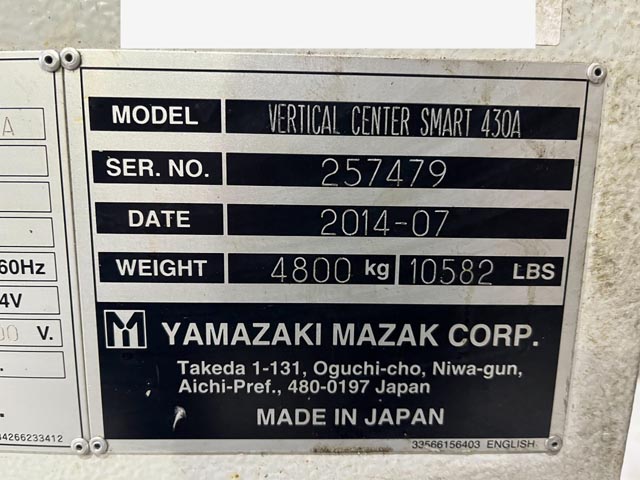 A
60Hz
4V
00 V.
84266233412
MODEL VERTICAL CENTER SMART 430A
SER. NO. 257479
DATE 2014-07
WEIGHT 4800 kg 10582 LBS
YAMAZAKI MAZAK CORP.
Takeda 1-131, Oguchi-cho, Niwa-gun,
Aichi-Pref., 480-0197 Japan
MADE IN JAPAN
33566156403 ENGLISH